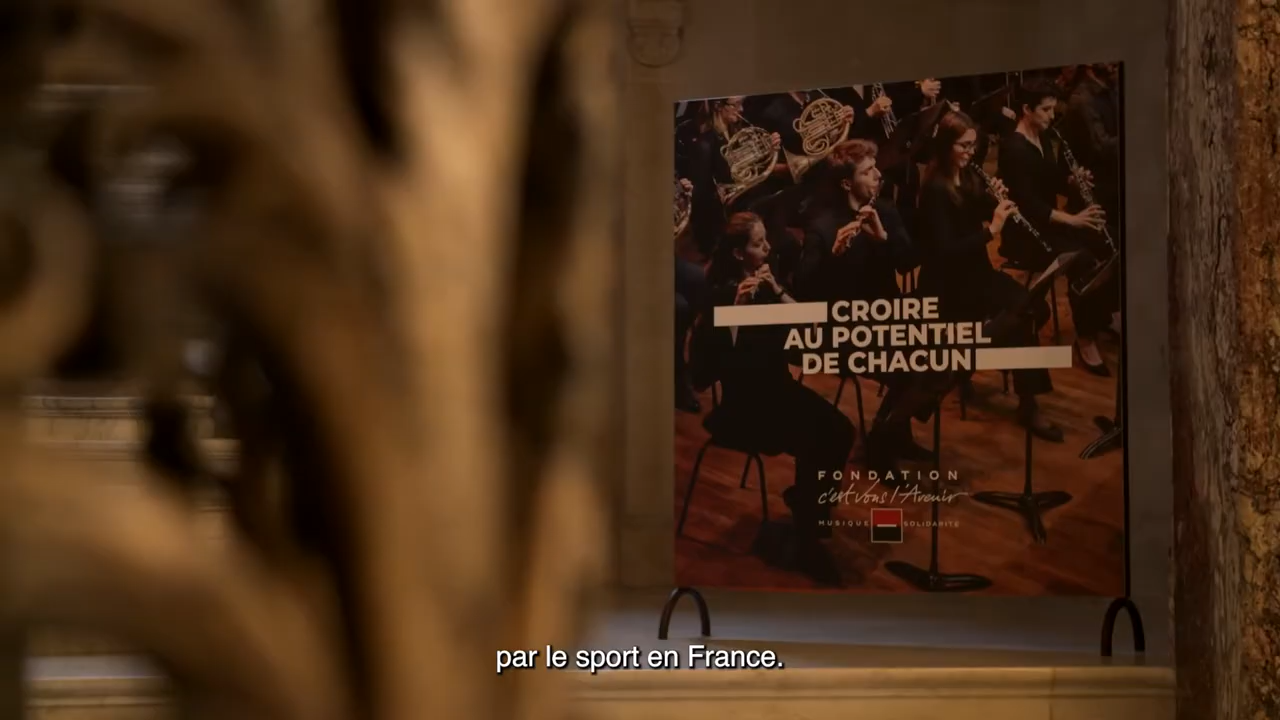 CROIRE
AU POTENTIEL
DE CHACUN
FONDATION
c'est vous l'Avenir
MUSIQUE SOLIDARITÉ
par le sport en France.